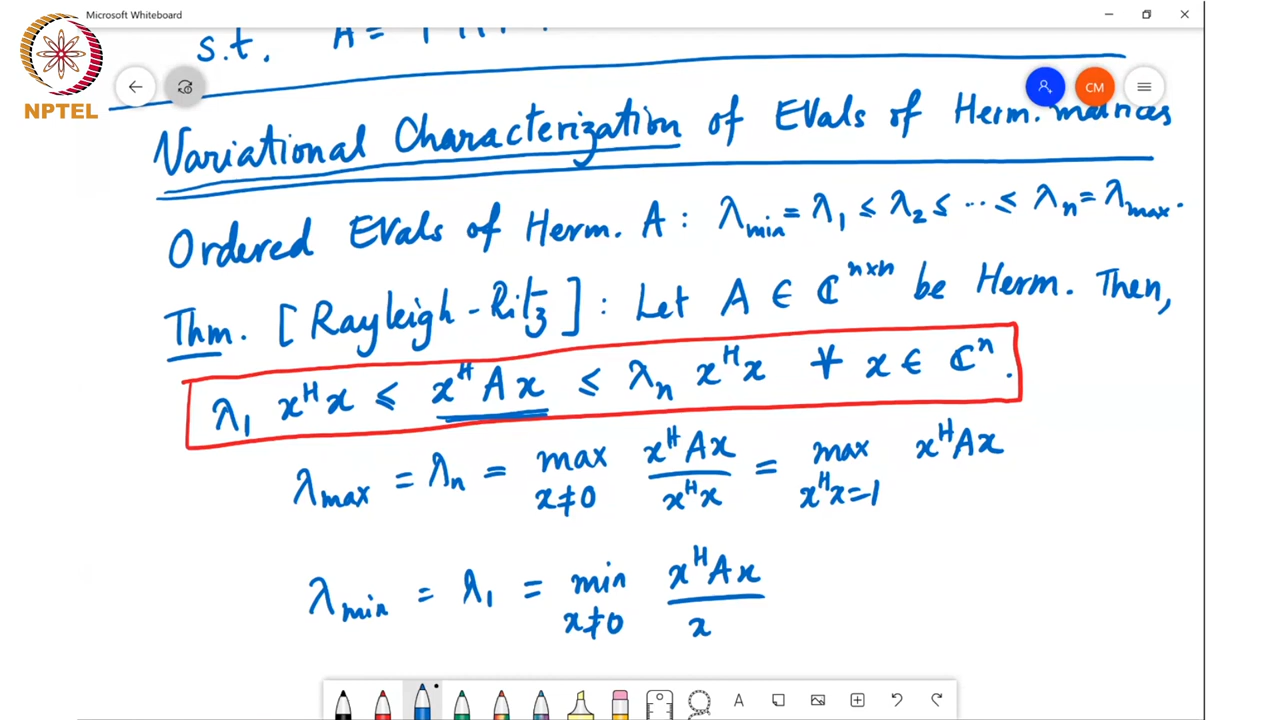 Microsoft Whiteboard
s.t. A =
NPTEL
CM
Variational Characterization of EVals of Herm. matrices
Ordered EVals of Herm. A : λmin = λ1 ≤ λ2 ≤ ... ≤ λn = λmax.
Thm. [Rayleigh - Ritz] : Let A ∈ ℂ^{n×n} be Herm. Then,
λ1 x^H x ≤ x^H A x ≤ λn x^H x ∀ x ∈ ℂ^n.
λmax = λn = max_{x≠0} x^H A x / x^H x = max_{x^H x = 1} x^H A x
λmin = λ1 = min_{x≠0} x^H A x / x
A